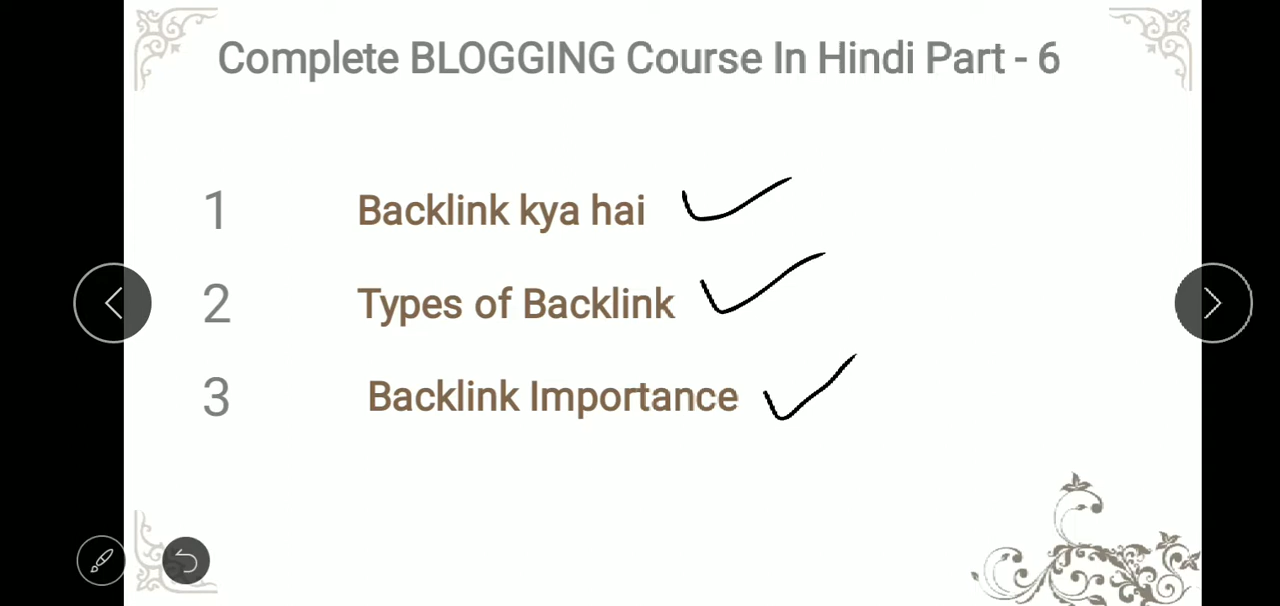 Complete BLOGGING Course In Hindi Part - 6
1 Backlink kya hai
2 Types of Backlink
3 Backlink Importance